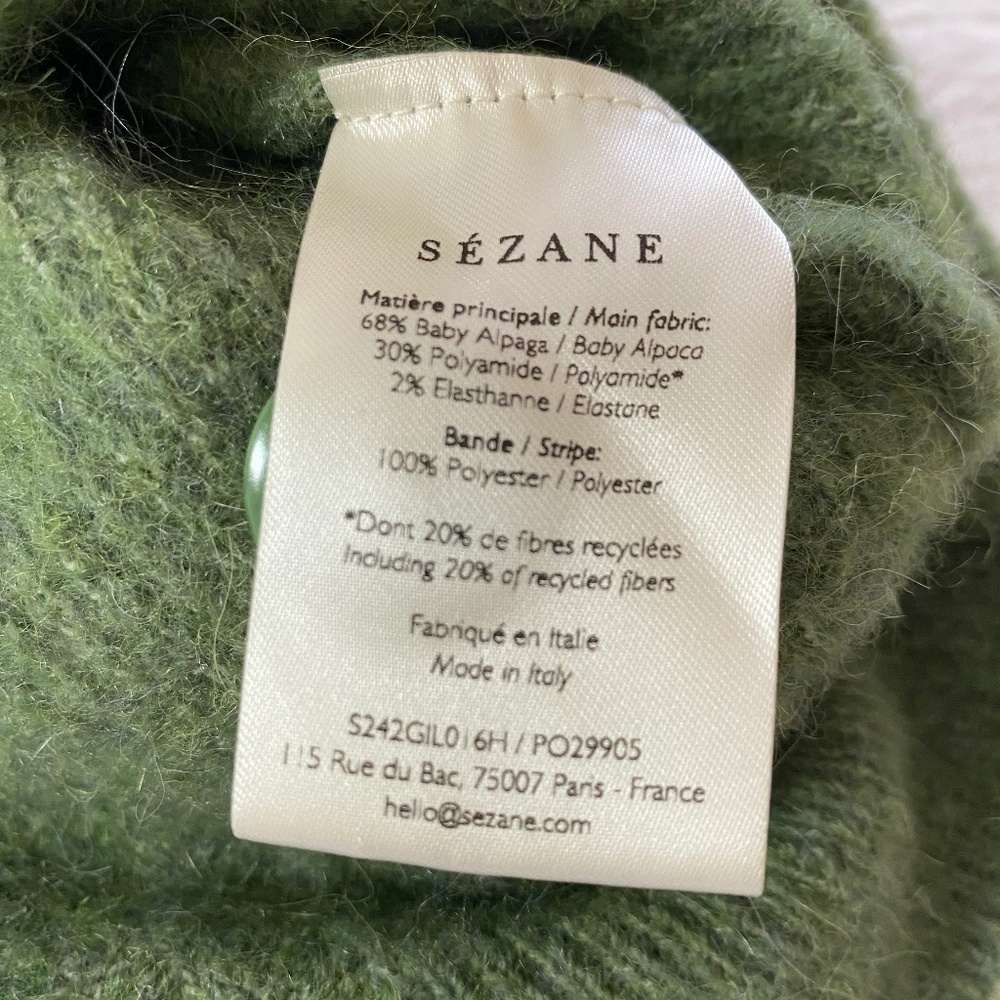 SÉZANE
Matière principale / Main fabric:
68% Baby Alpaga / Baby Alpaca
30% Polyamide / Polyamide*
2% Elasthanne / Elastane
Bande / Stripe:
100% Polyester / Polyester
*Dont 20% de fibres recyclées
Including 20% of recycled fibers
Fabriqué en Italie
Made in Italy
S242GIL016H / PO29905
115 Rue du Bac, 75007 Paris - France
hello@sezane.com